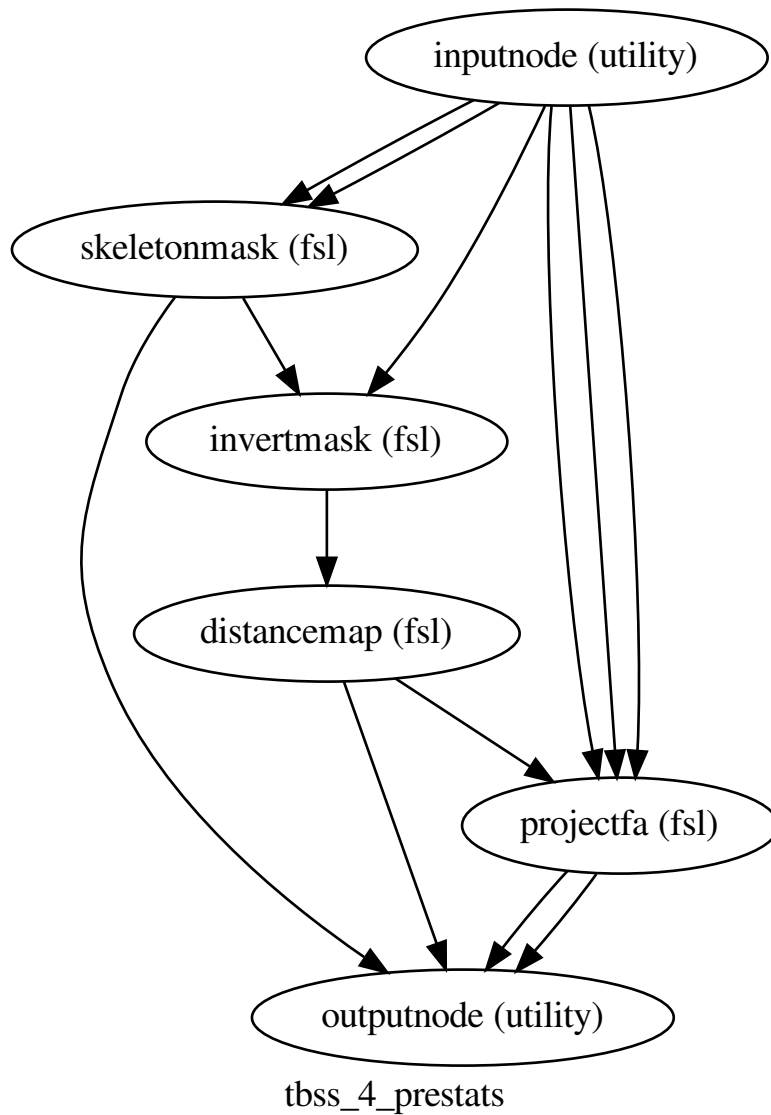 inputnode (utility)
skeletonmask (fsl)
invertmask (fsl)
distancemap (fsl)
projectfa (fsl)
outputnode (utility)
tbss_4_prestats